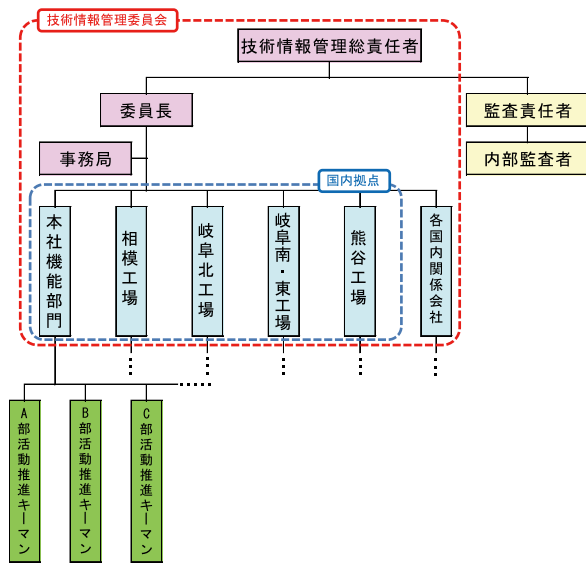 技術情報管理委員会
技術情報管理総責任者
委員長
監査責任者
事務局
内部監査者
国内拠点
本社機能部門
相模工場
岐阜北工場
岐阜南・東工場
熊谷工場
各国内関係会社
A部活動推進キーマン
B部活動推進キーマン
C部活動推進キーマン